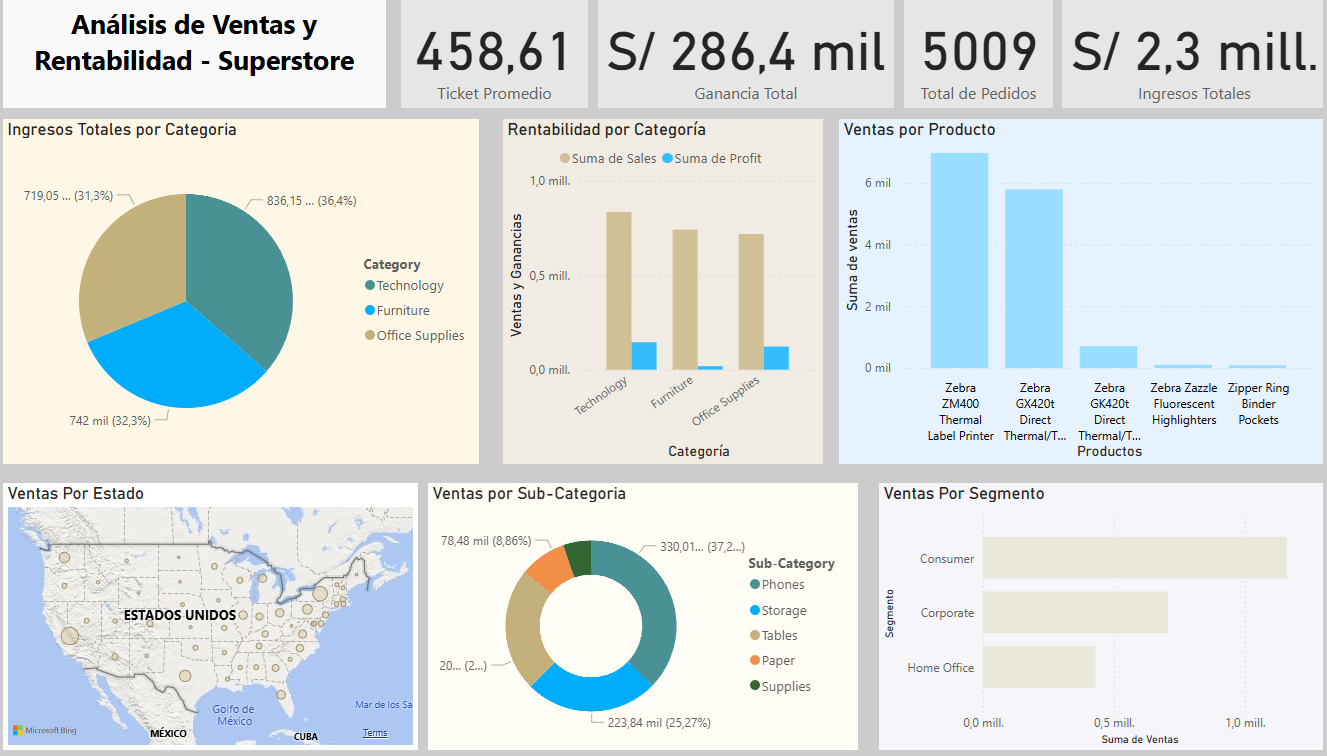 Análisis de Ventas y
Rentabilidad - Superstore
458,61
Ticket Promedio
S/ 286,4 mil
Ganancia Total
5009
Total de Pedidos
S/ 2,3 mill.
Ingresos Totales
Ingresos Totales por Categoria
719,05 ... (31,3%)
836,15 ... (36,4%)
742 mil (32,3%)
Category
Technology
Furniture
Office Supplies
Rentabilidad por Categoría
Suma de Sales
Suma de Profit
Ventas y Ganancias
1,0 mill.
0,5 mill.
0,0 mill.
Technology
Furniture
Office Supplies
Categoría
Ventas por Producto
Suma de ventas
6 mil
4 mil
2 mil
0 mil
Zebra
ZM400
Thermal
Label Printer
Zebra
GX420t
Direct
Thermal/T...
Zebra
GK420t
Direct
Thermal/T...
Zebra Zazzle
Fluorescent
Highlighters
Zipper Ring
Binder
Pockets
Productos
Ventas Por Estado
ESTADOS UNIDOS
Golfo de
México
Mar de los Sa
MÉXICO
CUBA
Microsoft Bing
Terms
Ventas por Sub-Categoria
78,48 mil (8,86%)
330,01... (37,2...)
20... (2...)
223,84 mil (25,27%)
Sub-Category
Phones
Storage
Tables
Paper
Supplies
Ventas Por Segmento
Segmento
Consumer
Corporate
Home Office
0,0 mill.
0,5 mill.
1,0 mill.
Suma de Ventas